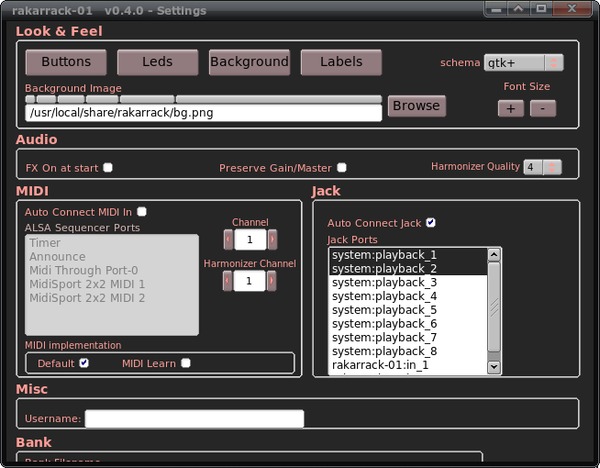 rakarrack-01 v0.4.0 - Settings
Look & Feel
Buttons Leds Background Labels schema gtk+
Background Image Font Size
/usr/local/share/rakarrack/bg.png Browse + -
Audio
FX On at start Preserve Gain/Master Harmonizer Quality 4
MIDI
Auto Connect MIDI In
ALSA Sequencer Ports
Timer
Announce
Midi Through Port-0
MidiSport 2x2 MIDI 1
MidiSport 2x2 MIDI 2
Channel
1
Harmonizer Channel
1
MIDI implementation
Default MIDI Learn
Jack
Auto Connect Jack
Jack Ports
system:playback_1
system:playback_2
system:playback_3
system:playback_4
system:playback_5
system:playback_6
system:playback_7
system:playback_8
rakarrack-01:in_1
Misc
Username:
Bank